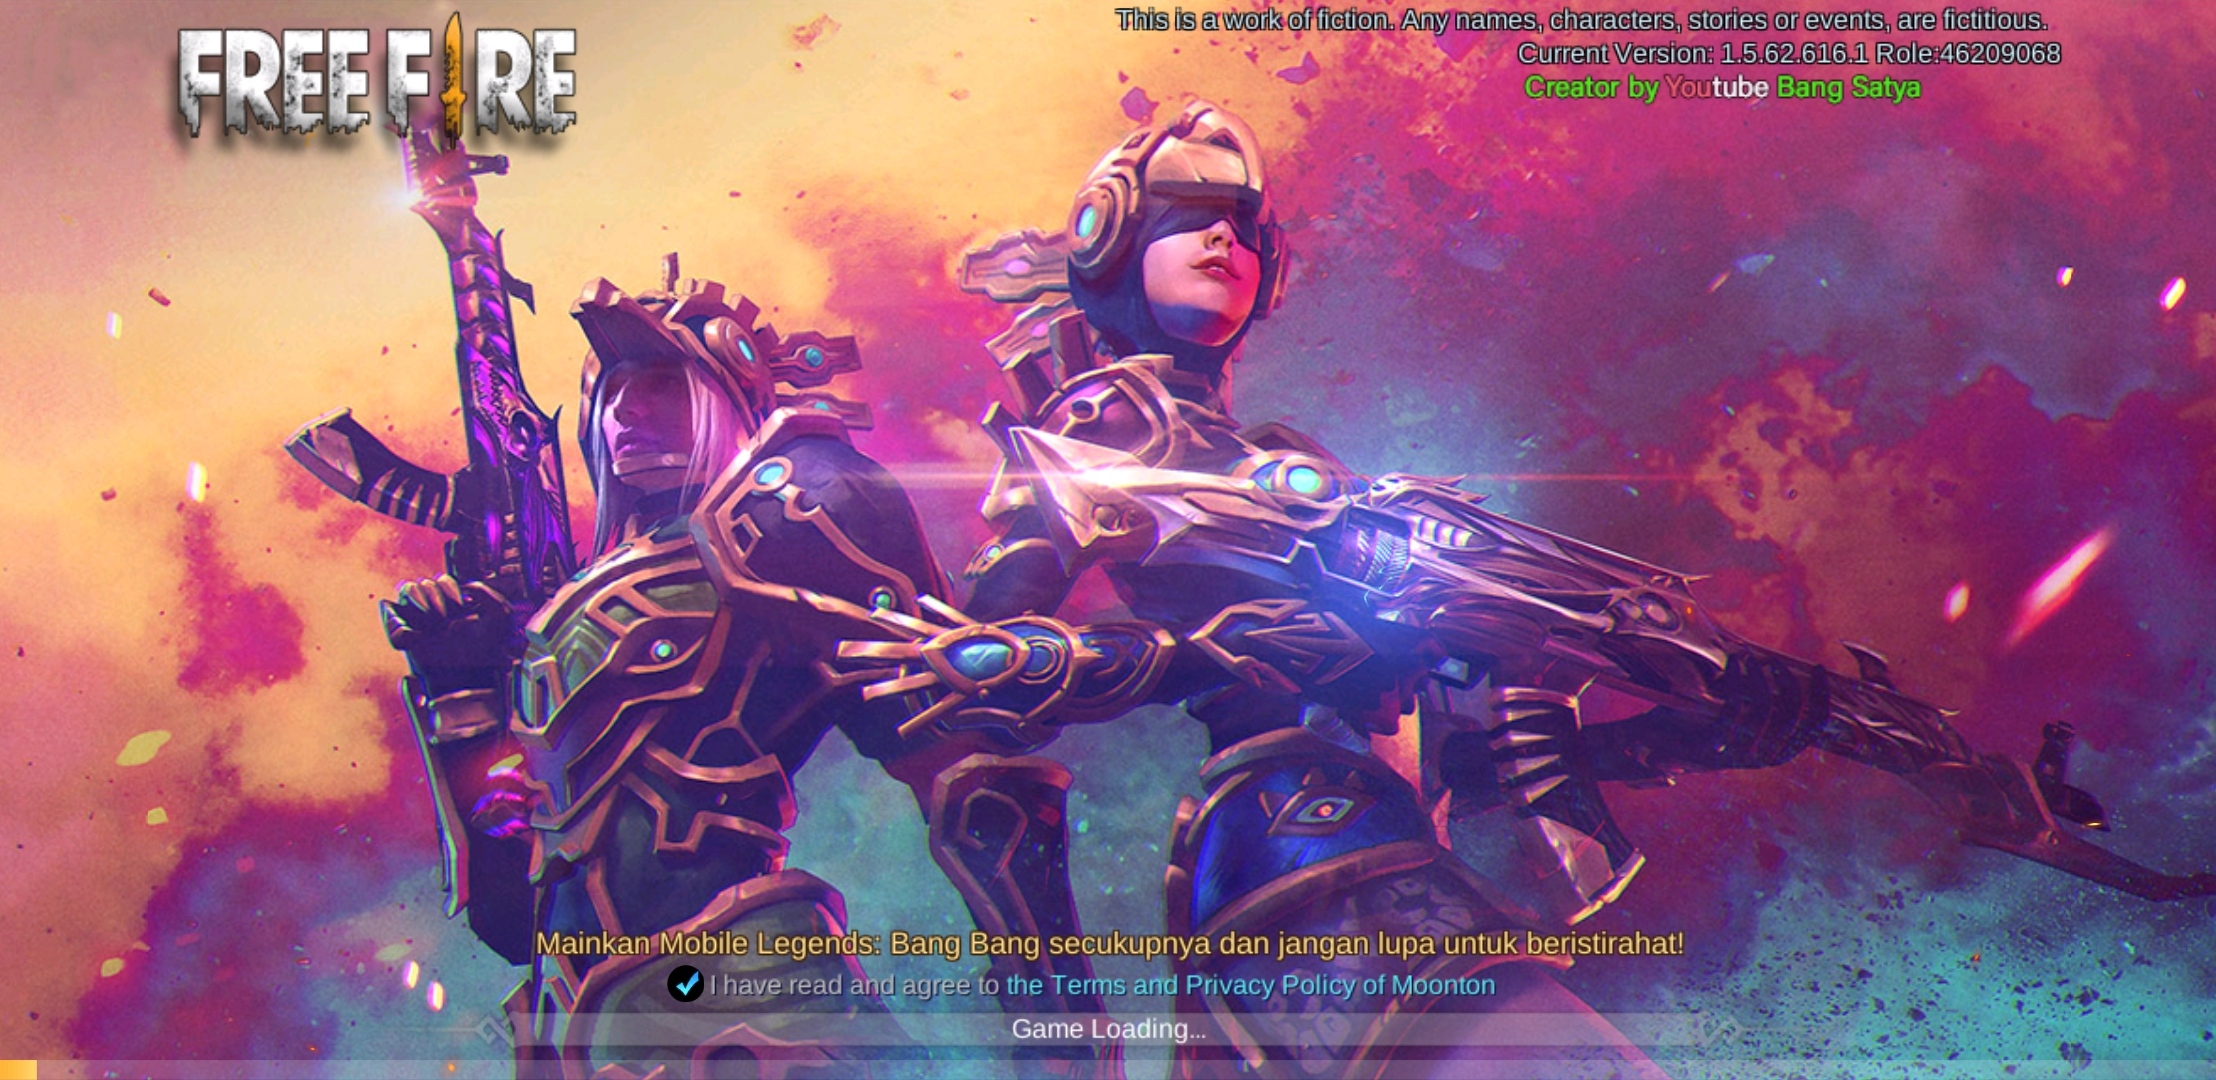 FREE FIRE
This is a work of fiction. Any names, characters, stories or events, are fictitious.
Current Version: 1.5.62.616.1 Role:46209068
Creator by Youtube Bang Satya
Mainkan Mobile Legends: Bang Bang secukupnya dan jangan lupa untuk beristirahat!
I have read and agree to the Terms and Privacy Policy of Moonton
Game Loading...